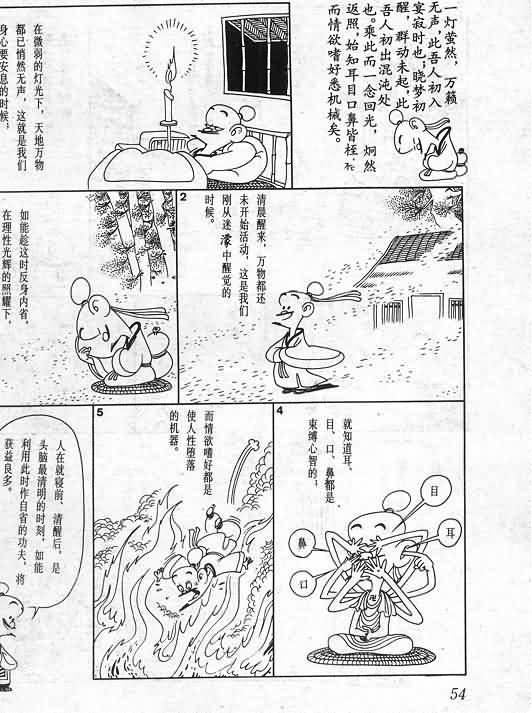 一灯萤然，万籁
无声，此吾人初入
宴寂时也；晓梦初
醒，群动未起，此
吾人初出混沌处
也。乘此而一念回光，炯然
返照，始知耳目口鼻皆桎
而情欲嗜好悉机械矣。
在微弱的灯光下，天地万物
都已悄然无声，这就是我们
身心要安息的时候；
2
清晨醒来，万物都还
未开始活动，这是我们
刚从迷濛中醒觉的
时候。
如能趁这时反身内省，
在理性光辉的照耀下，
4
就知道耳、
目、口、鼻都是
束缚心智的；
目
耳
鼻
口
5
而情欲嗜好都是
使人性堕落
的机器。
人在就寝前、清醒后，是
头脑最清明的时刻，如能
利用此时作自省的功夫，将
获益良多。
54